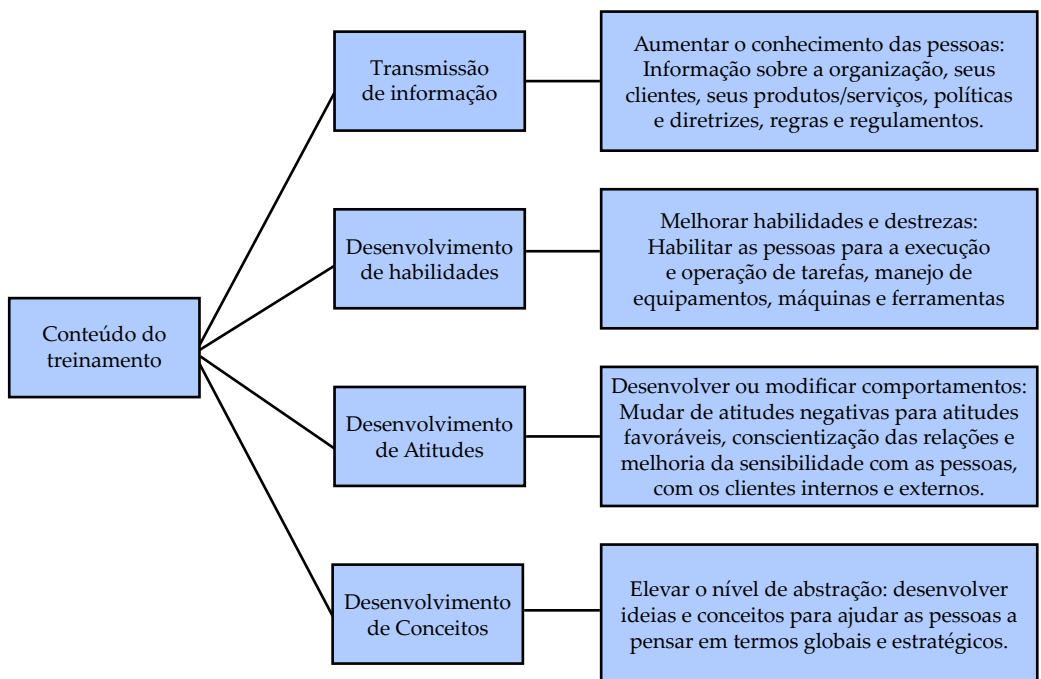 Conteúdo do
treinamento
Transmissão
de informação
Aumentar o conhecimento das pessoas:
Informação sobre a organização, seus
clientes, seus produtos/serviços, políticas
e diretrizes, regras e regulamentos.
Desenvolvimento
de habilidades
Melhorar habilidades e destrezas:
Habilitar as pessoas para a execução
e operação de tarefas, manejo de
equipamentos, máquinas e ferramentas
Desenvolvimento
de Atitudes
Desenvolver ou modificar comportamentos:
Mudar de atitudes negativas para atitudes
favoráveis, conscientização das relações e
melhoria da sensibilidade com as pessoas,
com os clientes internos e externos.
Desenvolvimento
de Conceitos
Elevar o nível de abstração: desenvolver
ideias e conceitos para ajudar as pessoas a
pensar em termos globais e estratégicos.